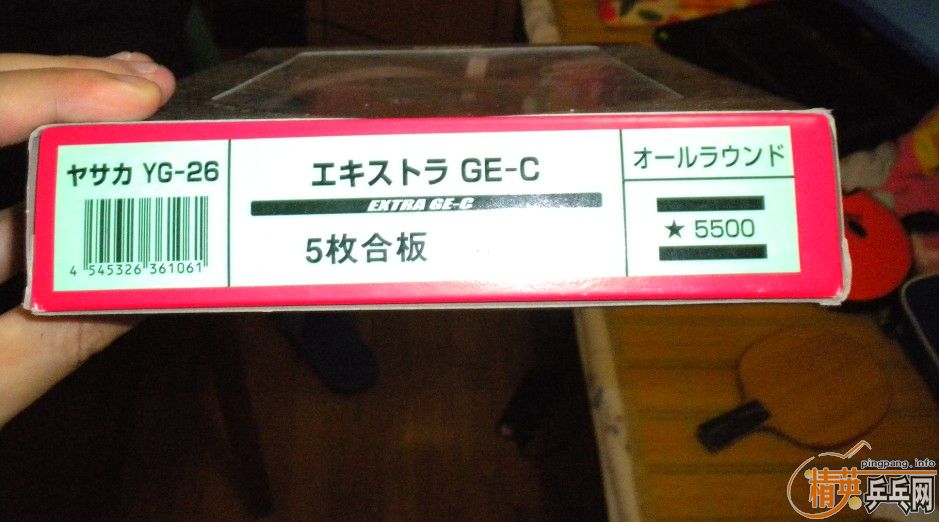 ヤサカ YG-26
4 545326 361061
エキストラ GE-C
EXTRA GE-C
5枚合板
オールラウンド
★ 5500
pingpang.info
精英乒乓网